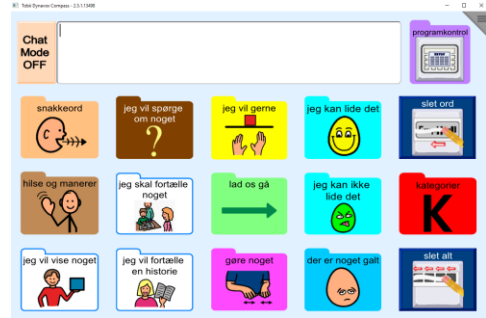 Tobii Dynavox Compass - 2.5.1.13499
Chat
Mode
OFF
programkontrol
snakkeord
jeg vil spørge
om noget
?
jeg vil gerne
jeg kan lide det
slet ord
hilse og manerer
jeg skal fortælle
noget
lad os gå
jeg kan ikke
lide det
kategorier
K
jeg vil vise noget
jeg vil fortælle
en historie
gøre noget
der er noget galt
slet alt